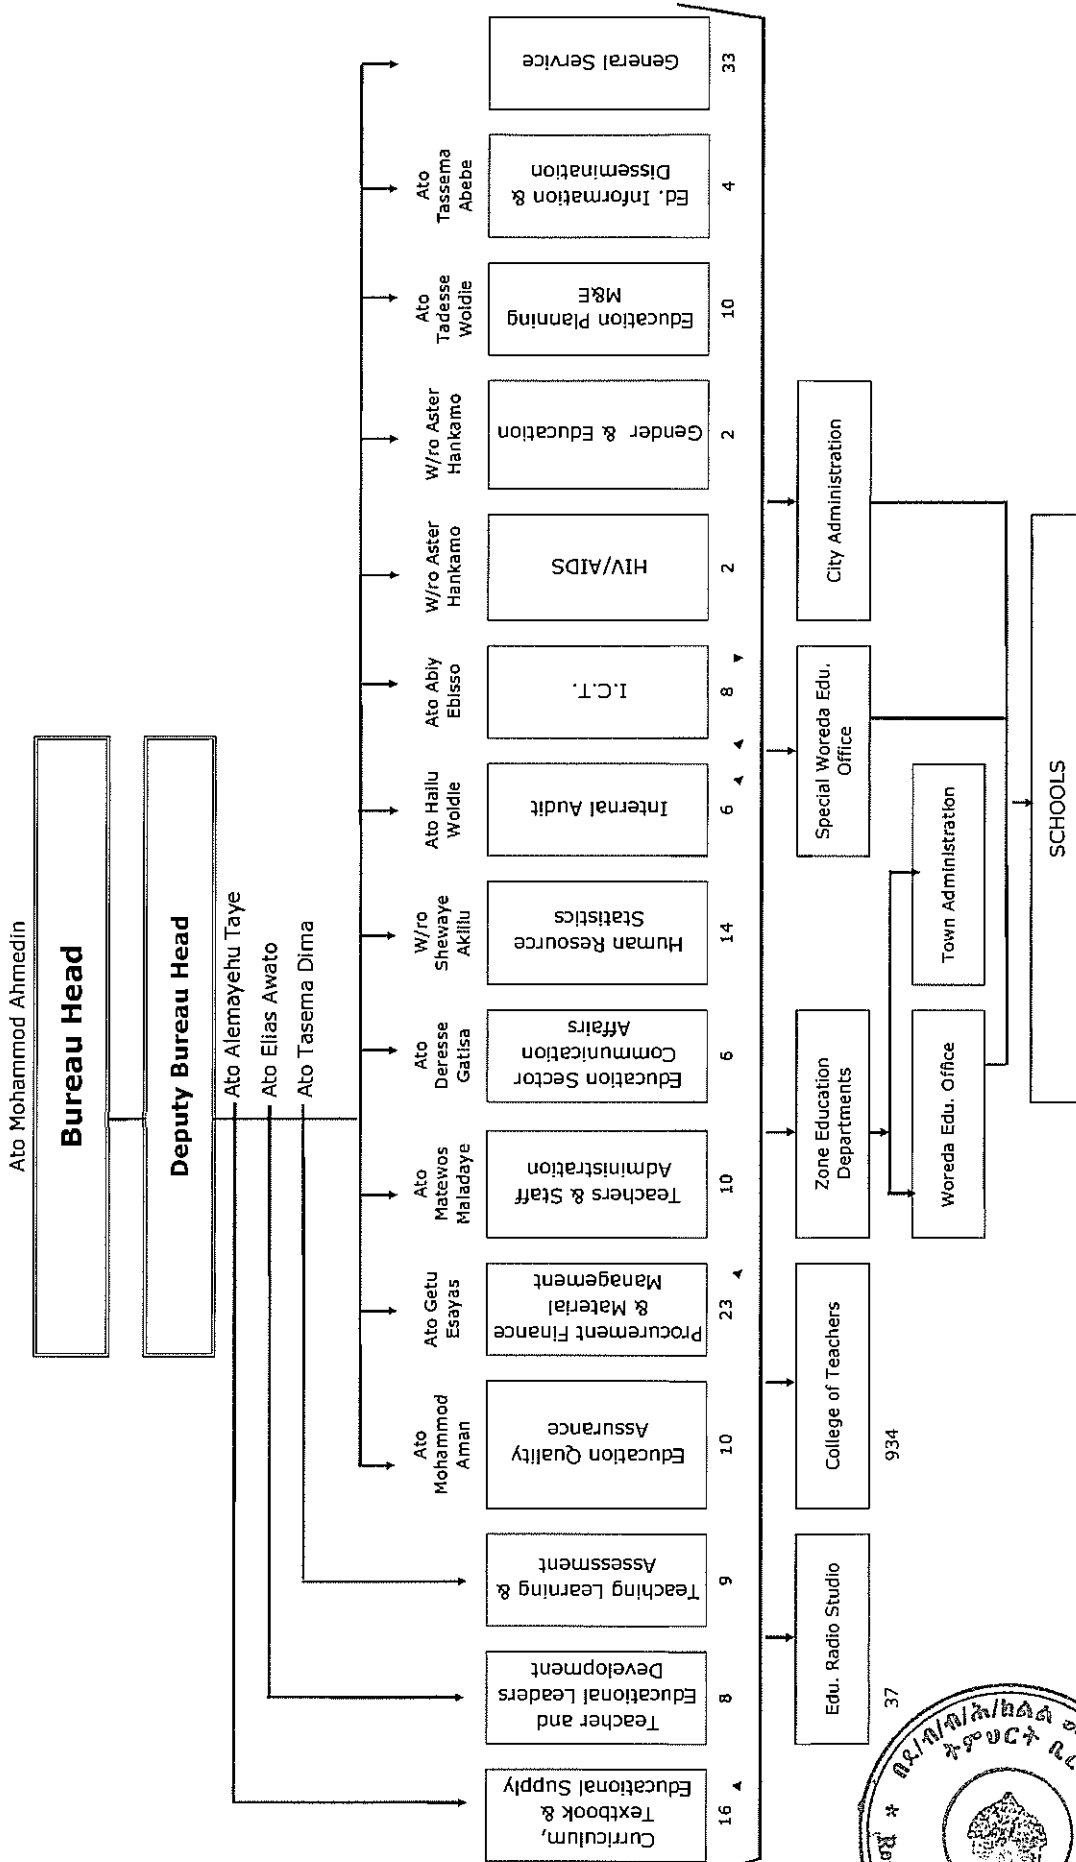 Ato Mohammod Ahmedin
Bureau Head
Deputy Bureau Head
Ato Alemayehu Taye
Ato Elias Awato
Ato Tasema Dima
Ato
Mohammod
Aman
Ato Getu
Esayas
Ato
Matewos
Maladaye
Ato
Deresse
Gatisa
W/ro
Shewaye
Aklilu
Ato Hailu
Woldie
Ato Abiy
Ebisso
W/ro Aster
Hankamo
W/ro Aster
Hankamo
Ato
Tadesse
Woldie
Ato
Tassema
Abebe
Curriculum,
Textbook &
Educational Supply
Teacher and
Educational Leaders
Development
Teaching Learning &
Assessment
Education Quality
Assurance
Procurement Finance
& Material
Management
Teachers & Staff
Administration
Education Sector
Communication
Affairs
Human Resource
Statistics
Internal Audit
I.C.T.
HIV/AIDS
Gender & Education
Education Planning
M&E
Ed. Information &
Dissemination
General Service
16
8
9
10
23
10
6
14
6
8
2
2
10
4
33
Edu. Radio Studio
37
College of Teachers
934
Zone Education
Departments
Special Woreda Edu.
Office
City Administration
Woreda Edu. Office
Town Administration
SCHOOLS
ትምህርት